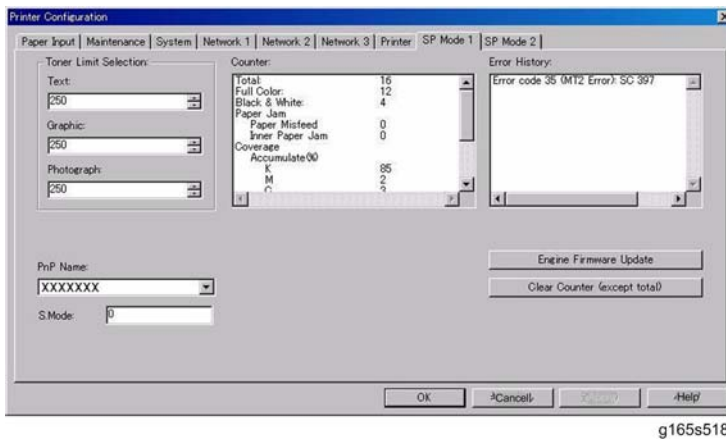 Printer Configuration
Paper Input | Maintenance | System | Network 1 | Network 2 | Network 3 | Printer | SP Mode 1 | SP Mode 2
Toner Limit Selection:
Text:
250
Graphic:
250
Photograph:
250
Counter:
Total: 16
Full Color: 12
Black & White: 4
Paper Jam
Paper Misfeed 0
Inner Paper Jam 0
Coverage
Accumulate(%)
K 85
M 2
C 3
Error History:
Error code 35 (MT2 Error): SC 397
PnP Name:
XXXXXXX
S.Mode: 0
Engine Firmware Update
Clear Counter (except total)
OK
Cancel
Help